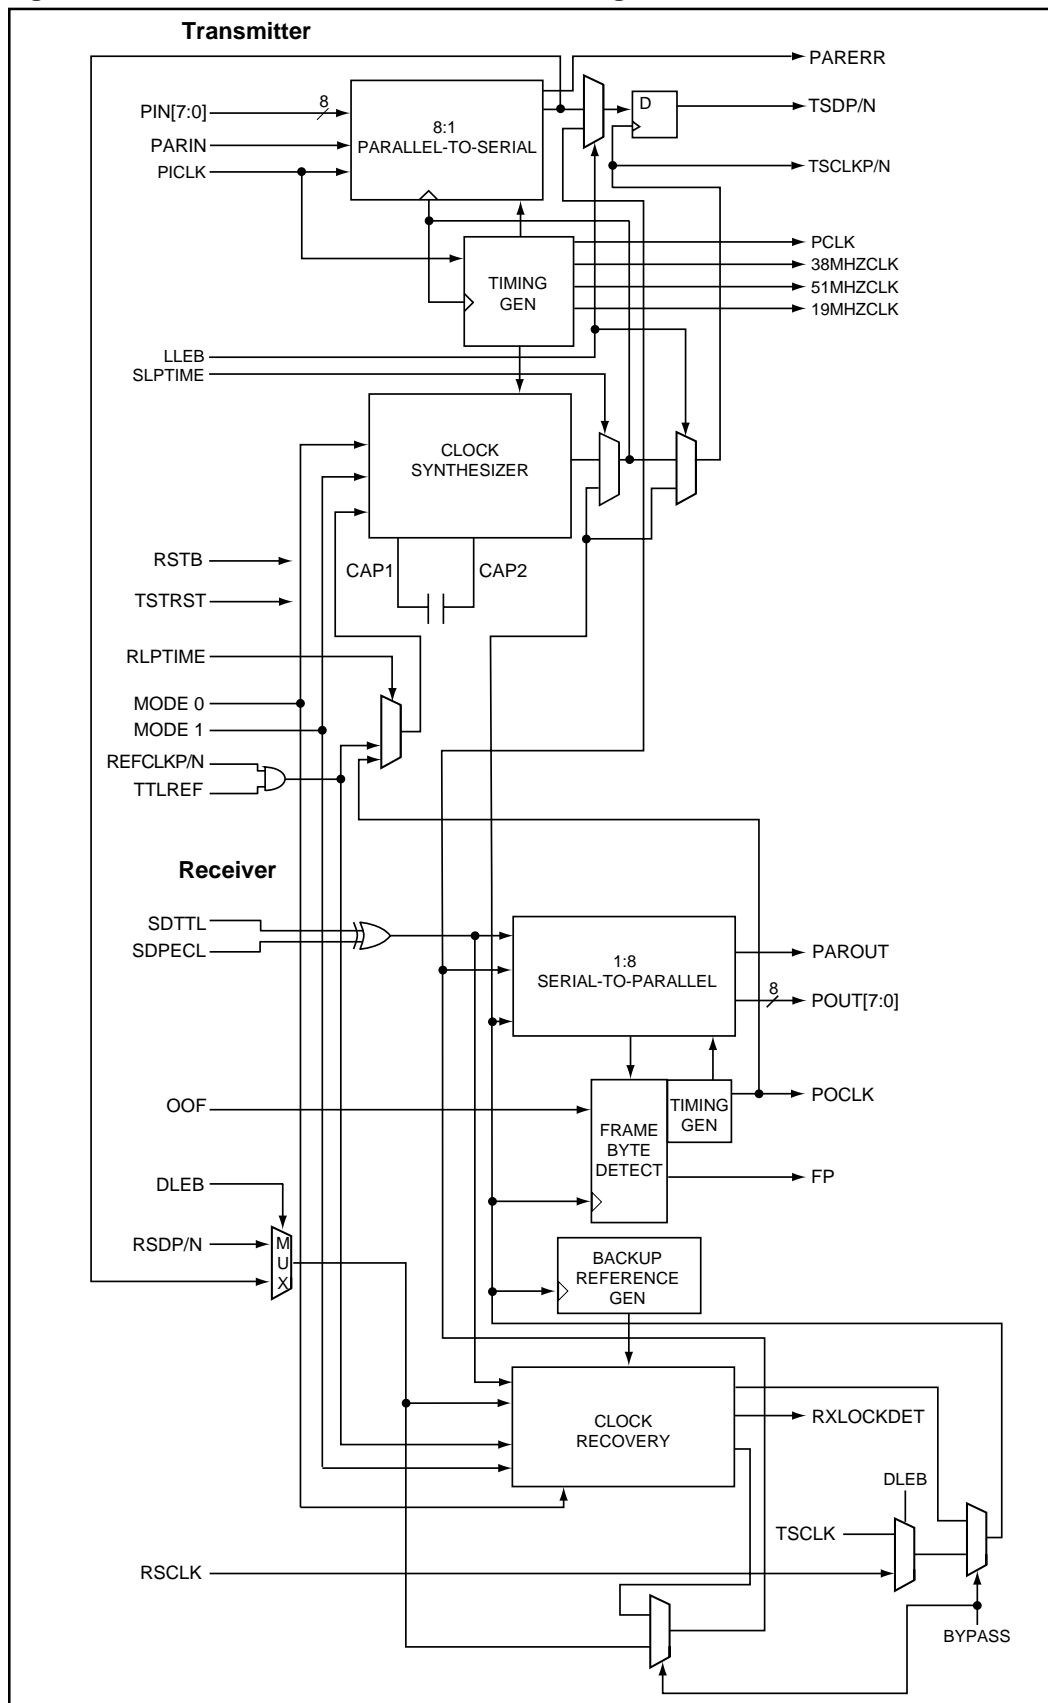 Transmitter
PARERR
PIN[7:0]
8
8:1
PARALLEL-TO-SERIAL
D
TSDP/N
PARIN
PICLK
TSCLKP/N
TIMING
GEN
PCLK
38MHZCLK
51MHZCLK
19MHZCLK
LLEB
SLPTIME
CLOCK
SYNTHESIZER
RSTB
CAP1
CAP2
TSTRST
RLPTIME
MODE 0
MODE 1
REFCLKP/N
TTLREF
Receiver
SDTTL
SDPECL
1:8
SERIAL-TO-PARALLEL
PAROUT
8
POUT[7:0]
OOF
FRAME
BYTE
DETECT
TIMING
GEN
POCLK
FP
DLEB
RSDP/N
M
U
X
BACKUP
REFERENCE
GEN
CLOCK
RECOVERY
RXLOCKDET
DLEB
TSCLK
RSCLK
BYPASS